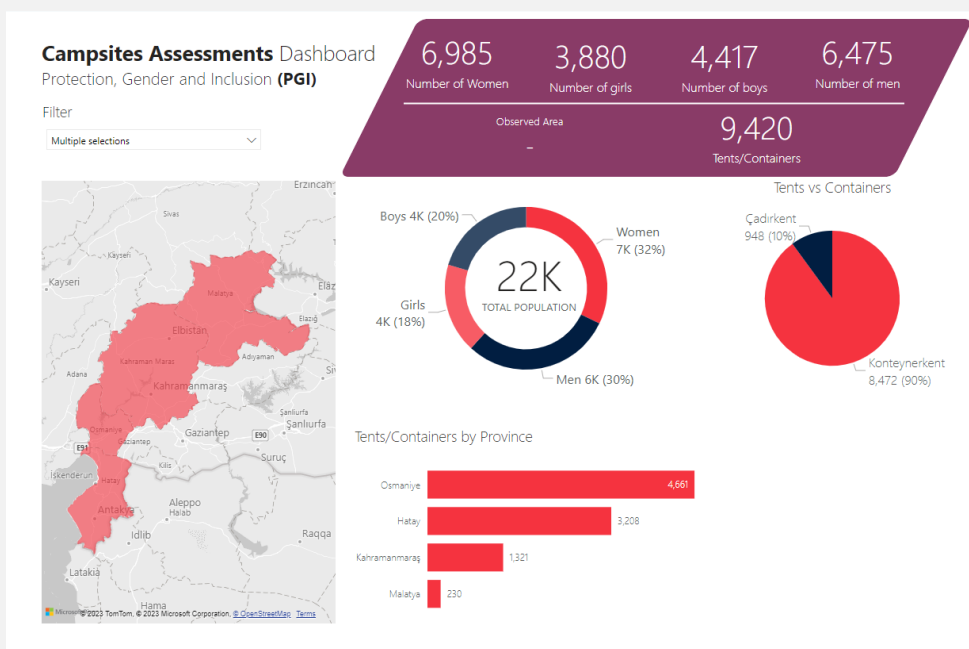 Campsites Assessments Dashboard
Protection, Gender and Inclusion (PGI)
Filter
Multiple selections
6,985
Number of Women
3,880
Number of girls
4,417
Number of boys
6,475
Number of men
Observed Area
–
9,420
Tents/Containers
Erzincan
Sivas
Kayseri
Kayseri
Malatya
Elâz
Elazığ
Elbistan
Kahraman Maraş
Adıyaman
Adana
Kahramanmaraş
Şanlıurfa
Şanlıurfa
Osmaniye
Gaziantep
Gaziantep
E90
E91
Suruç
Kilis
İskenderun
Hatay
Aleppo
Halab
Antakya
Idlib
Raqqa
Latakia
Hama
© 2023 TomTom, © 2023 Microsoft Corporation, © OpenStreetMap Terms
Boys 4K (20%)
Women
7K (32%)
22K
TOTAL POPULATION
Girls
4K (18%)
Men 6K (30%)
Tents vs Containers
Çadırkent
948 (10%)
Konteynerkent
8,472 (90%)
Tents/Containers by Province
Osmaniye 4,661
Hatay 3,208
Kahramanmaraş 1,321
Malatya 230